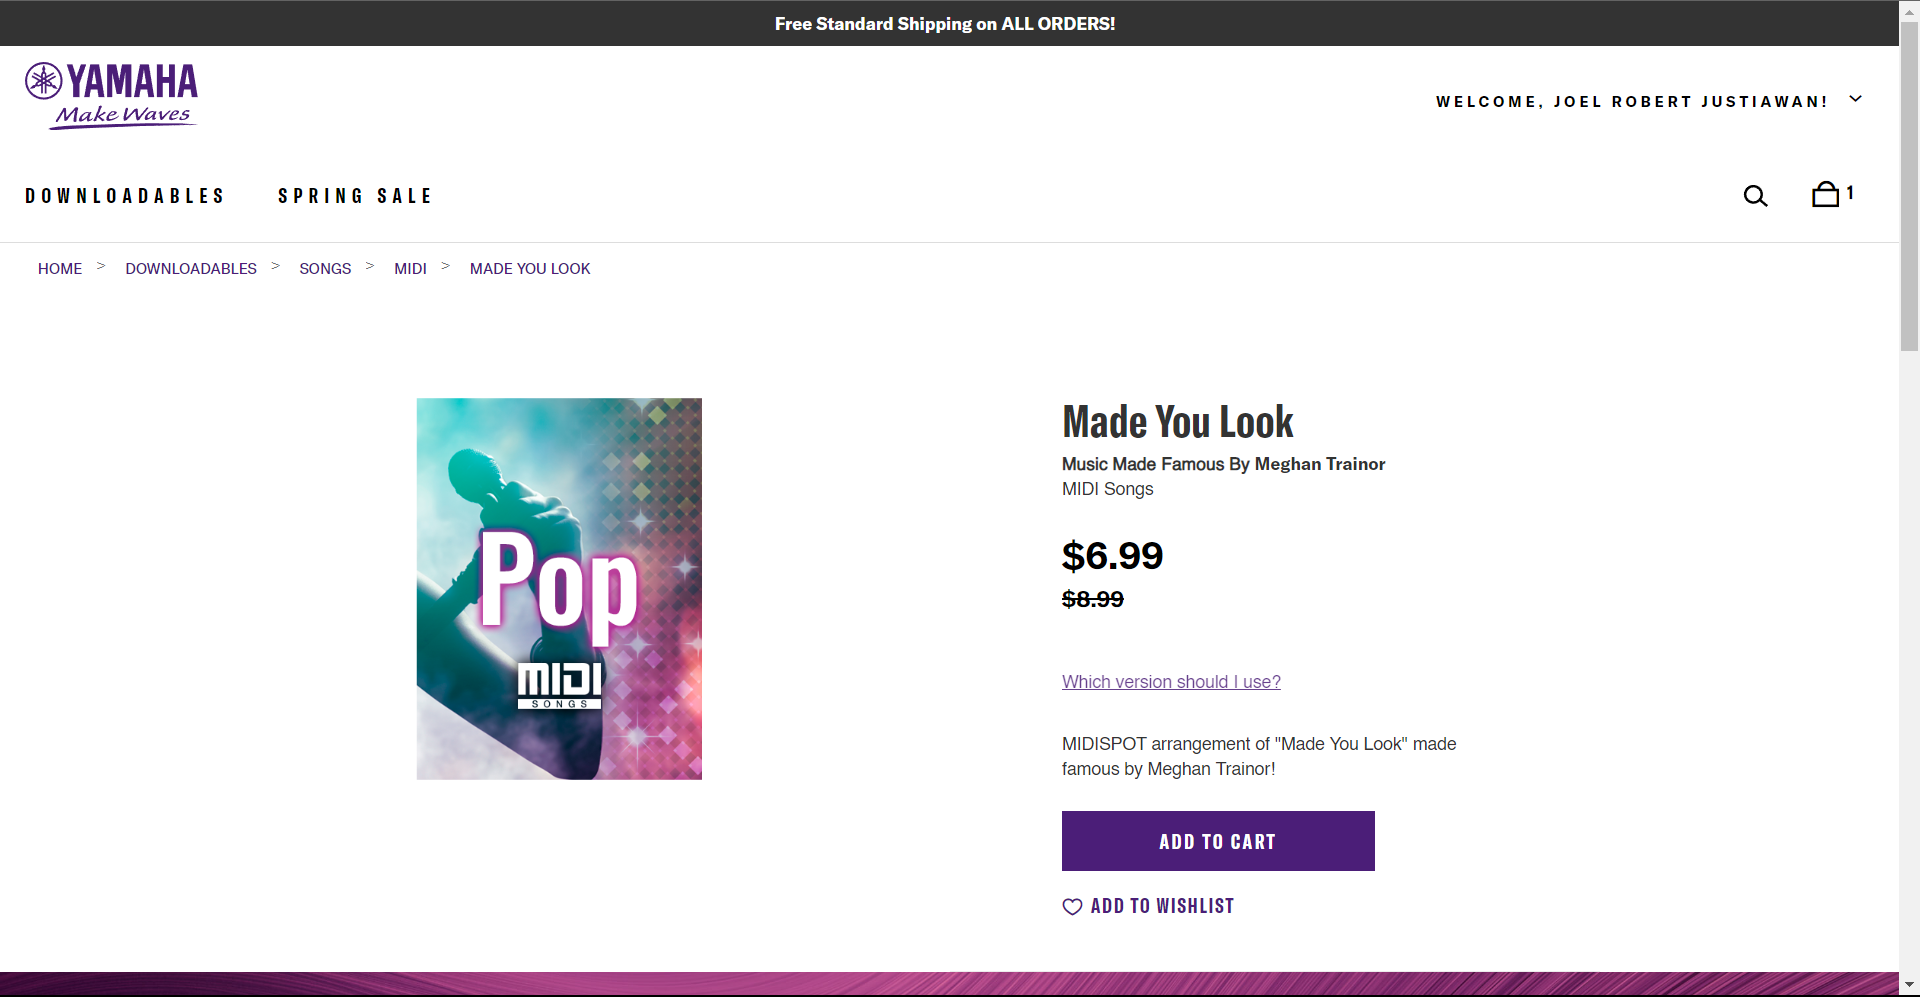 Free Standard Shipping on ALL ORDERS!
YAMAHA
Make Waves
WELCOME, JOEL ROBERT JUSTIAWAN!
DOWNLOADABLES SPRING SALE
1
HOME > DOWNLOADABLES > SONGS > MIDI > MADE YOU LOOK
Pop
MIDI
SONGS
Made You Look
Music Made Famous By Meghan Trainor
MIDI Songs
$6.99
$8.99
Which version should I use?
MIDISPOT arrangement of "Made You Look" made
famous by Meghan Trainor!
ADD TO CART
ADD TO WISHLIST